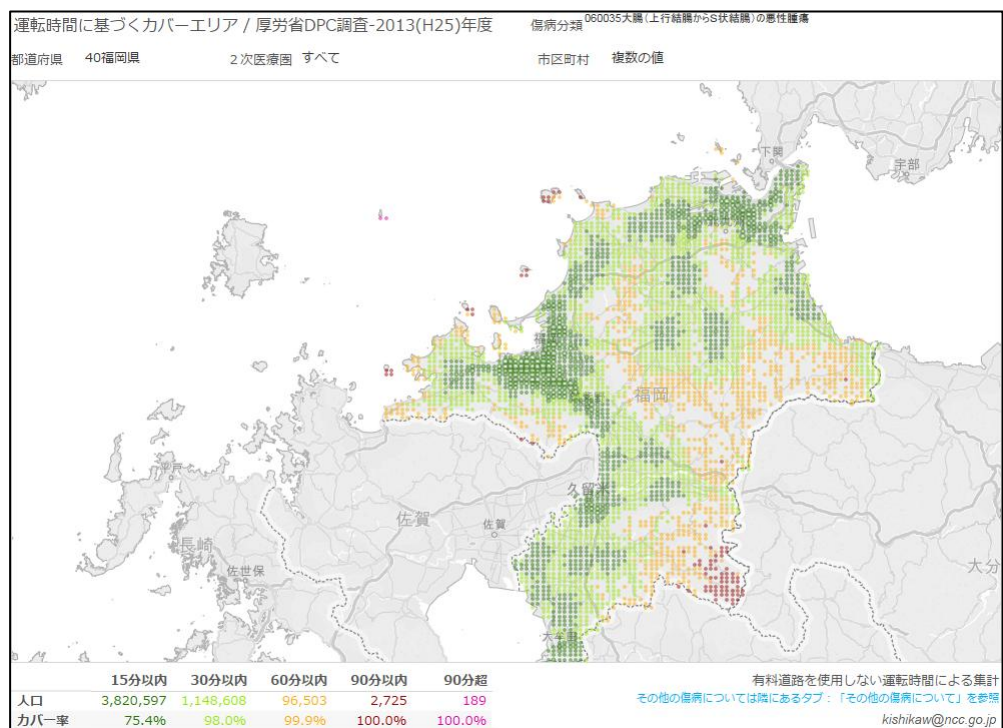 運転時間に基づくカバーエリア / 厚労省DPC調査-2013(H25)年度 傷病分類 060035大腸(上行結腸からS状結腸)の悪性腫瘍
都道府県 40福岡県 2次医療圏 すべて 市区町村 複数の値
下関
宇部
福岡
平戸
久留米
佐賀
佐賀
長崎
佐世保
大分
大牟田
15分以内 30分以内 60分以内 90分以内 90分超
人口 3,820,597 1,148,608 96,503 2,725 189
カバー率 75.4% 98.0% 99.9% 100.0% 100.0%
有料道路を使用しない運転時間による集計
その他の傷病については隣にあるタブ：「その他の傷病について」を参照
kishikaw@ncc.go.jp